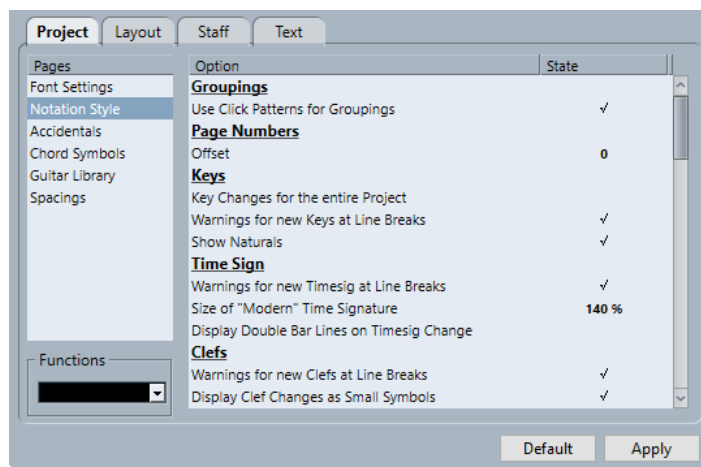 Project Layout Staff Text
Pages
Font Settings
Notation Style
Accidentals
Chord Symbols
Guitar Library
Spacings
Functions
Option State
Groupings
Use Click Patterns for Groupings ✓
Page Numbers
Offset 0
Keys
Key Changes for the entire Project
Warnings for new Keys at Line Breaks ✓
Show Naturals ✓
Time Sign
Warnings for new Timesig at Line Breaks ✓
Size of "Modern" Time Signature 140 %
Display Double Bar Lines on Timesig Change
Clefs
Warnings for new Clefs at Line Breaks ✓
Display Clef Changes as Small Symbols ✓
Default Apply